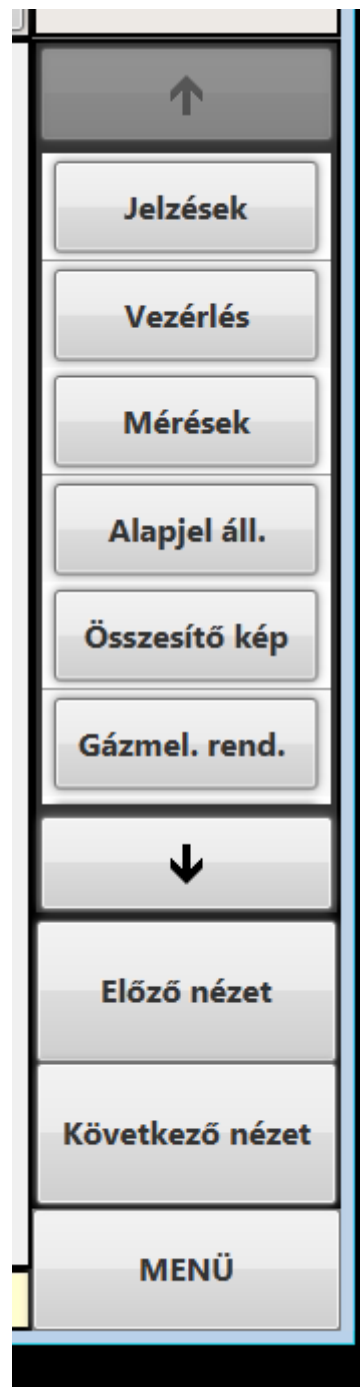 ↑
Jelzések
Vezérlés
Mérések
Alapjel áll.
Összesítő kép
Gázmel. rend.
↓
Előző nézet
Következő nézet
MENÜ